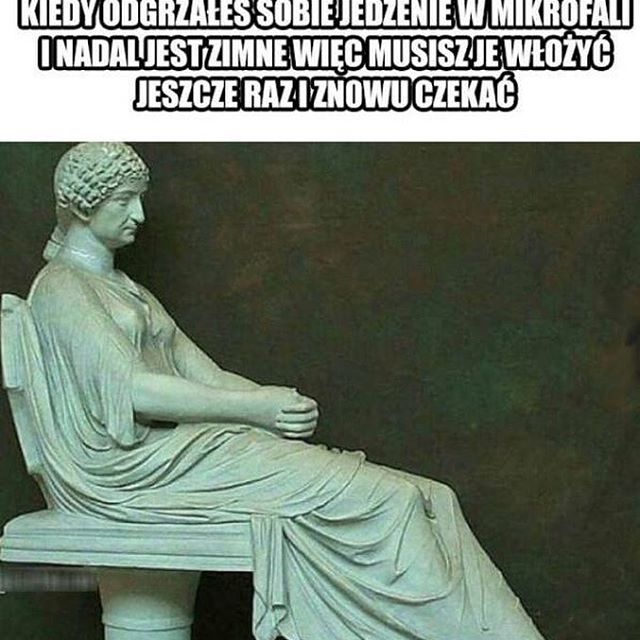 KIEDY ODGRZAŁEŚ SOBIE JEDZENIE W MIKROFALI
I NADAL JEST ZIMNE WIĘC MUSISZ JE WŁOŻYĆ
JESZCZE RAZ I ZNOWU CZEKAĆ